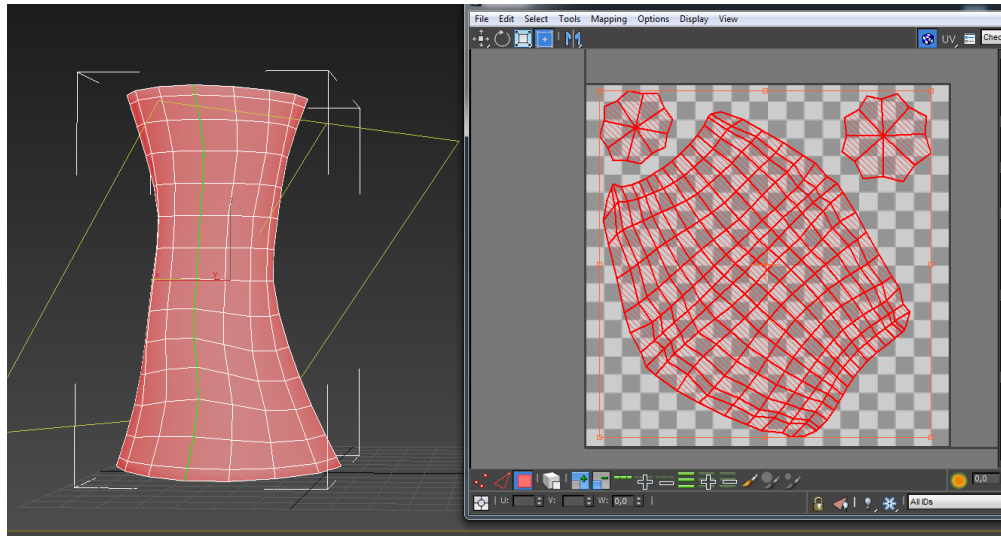 File Edit Select Tools Mapping Options Display View
UV, Chec
0,0
U: V: W: 0,0
All IDs